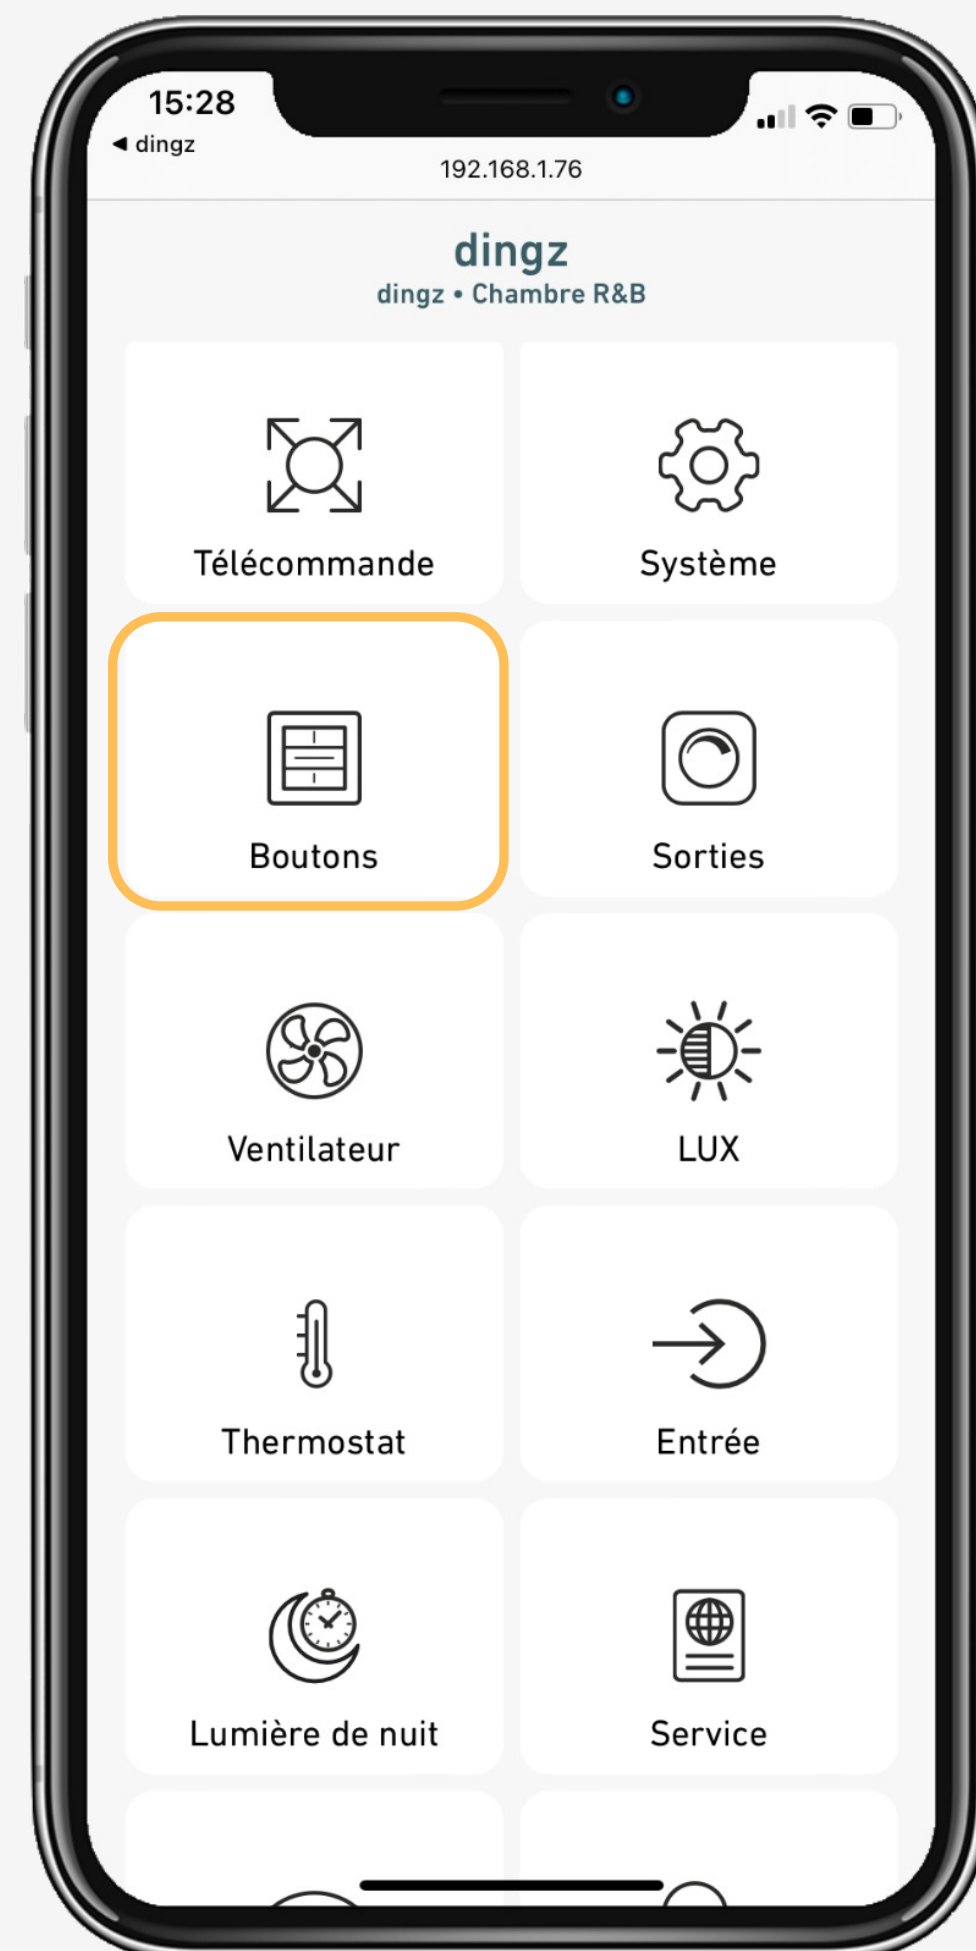 15:28
◀ dingz
192.168.1.76
dingz
dingz • Chambre R&B
Télécommande
Système
Boutons
Sorties
Ventilateur
LUX
Thermostat
Entrée
Lumière de nuit
Service